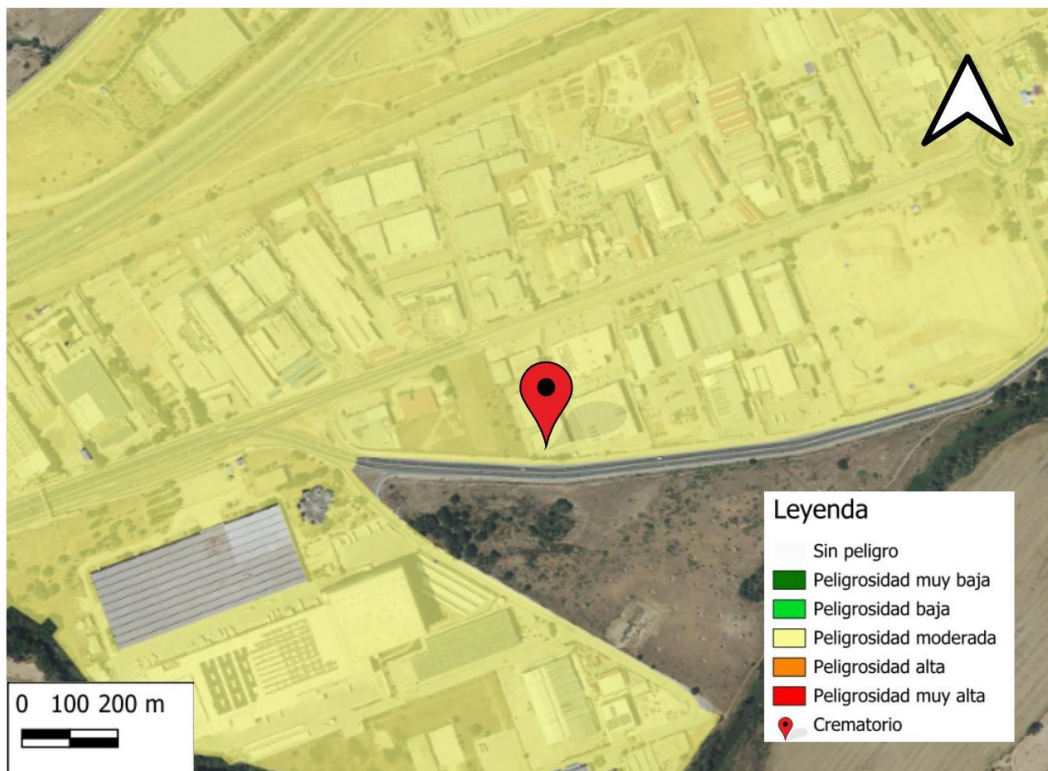 Leyenda
Sin peligro
Peligrosidad muy baja
Peligrosidad baja
Peligrosidad moderada
Peligrosidad alta
Peligrosidad muy alta
Crematorio
0 100 200 m